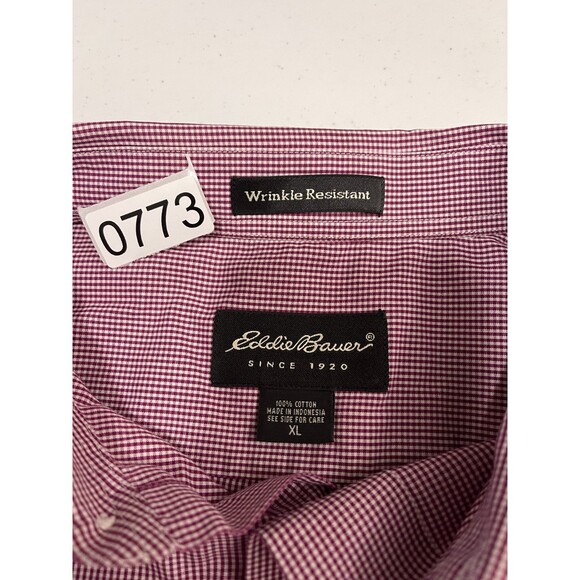 0773
Wrinkle Resistant
Eddie Bauer®
SINCE 1920
100% COTTON
MADE IN INDONESIA
SEE SIDE FOR CARE
XL